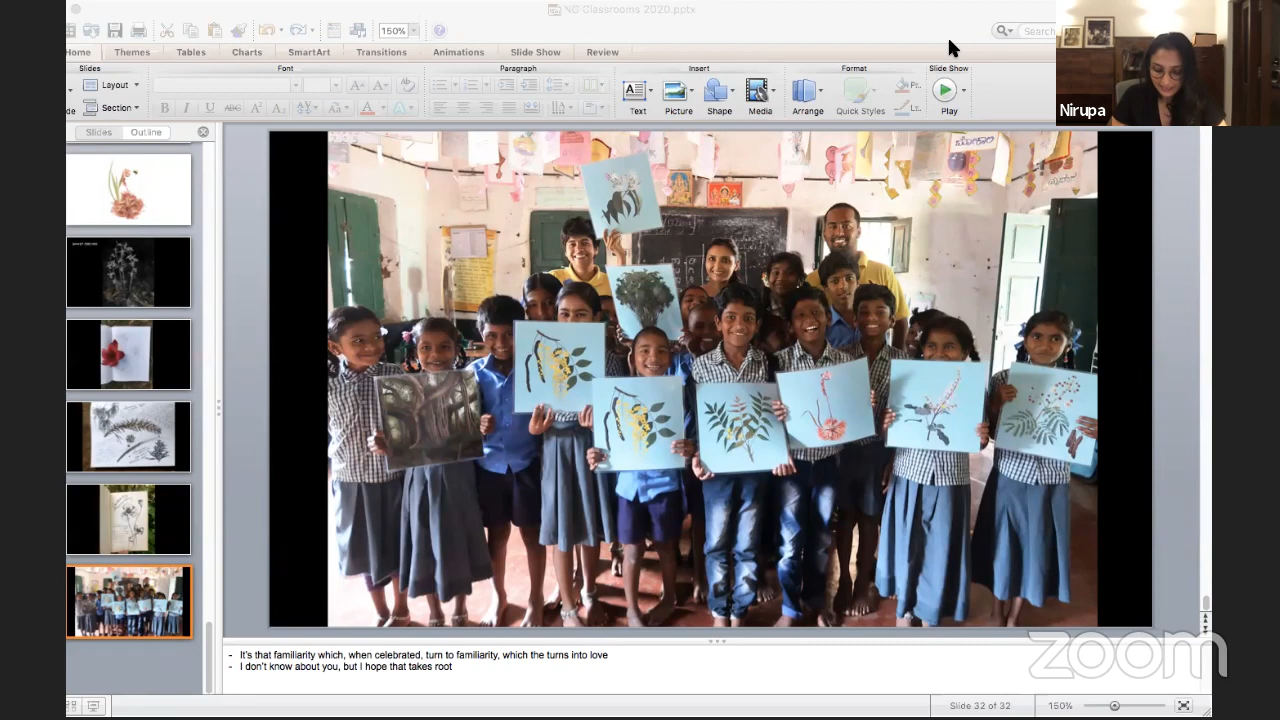 NG Classrooms 2020.pptx
150%
Search
Home
Themes
Tables
Charts
SmartArt
Transitions
Animations
Slide Show
Review
Slides
Font
Paragraph
Insert
Format
Slide Show
Layout
Section
B I U ABC A A
Text
Picture
Shape
Media
Arrange
Quick Styles
Play
Nirupa
Slides
Outline
- It's that familiarity which, when celebrated, turn to familiarity, which the turns into love
- I don't know about you, but I hope that takes root
zoom
Slide 32 of 32
150%